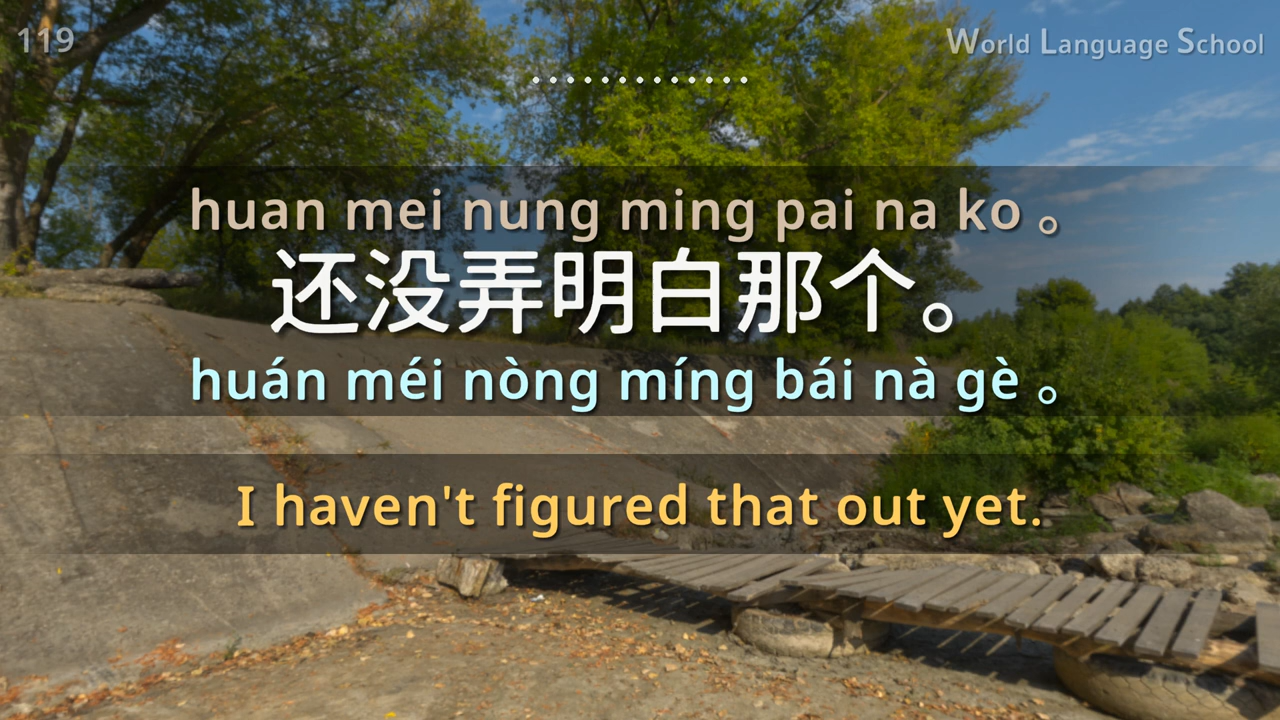 119
World Language School
huan mei nung ming pai na ko 。
还没弄明白那个。
huán méi nòng míng bái nà gè 。
I haven't figured that out yet.